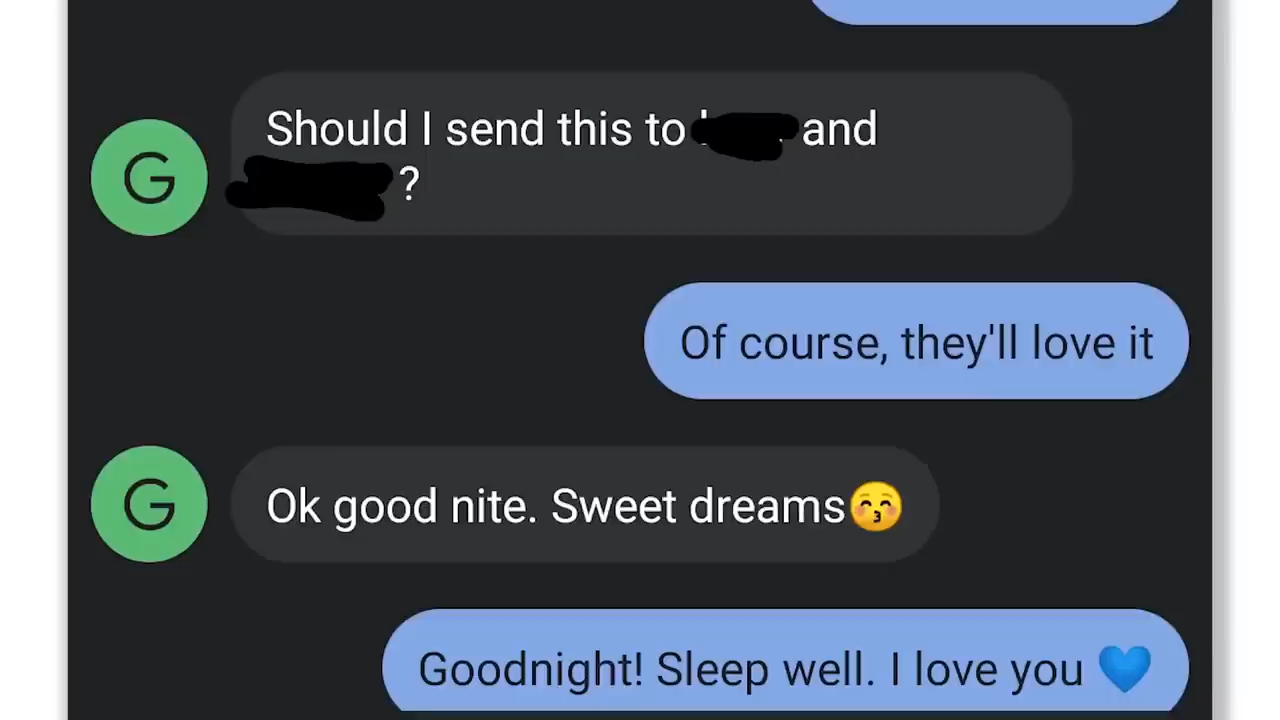 Should I send this to and
G
?
Of course, they'll love it
G
Ok good nite. Sweet dreams😚
Goodnight! Sleep well. I love you 💙